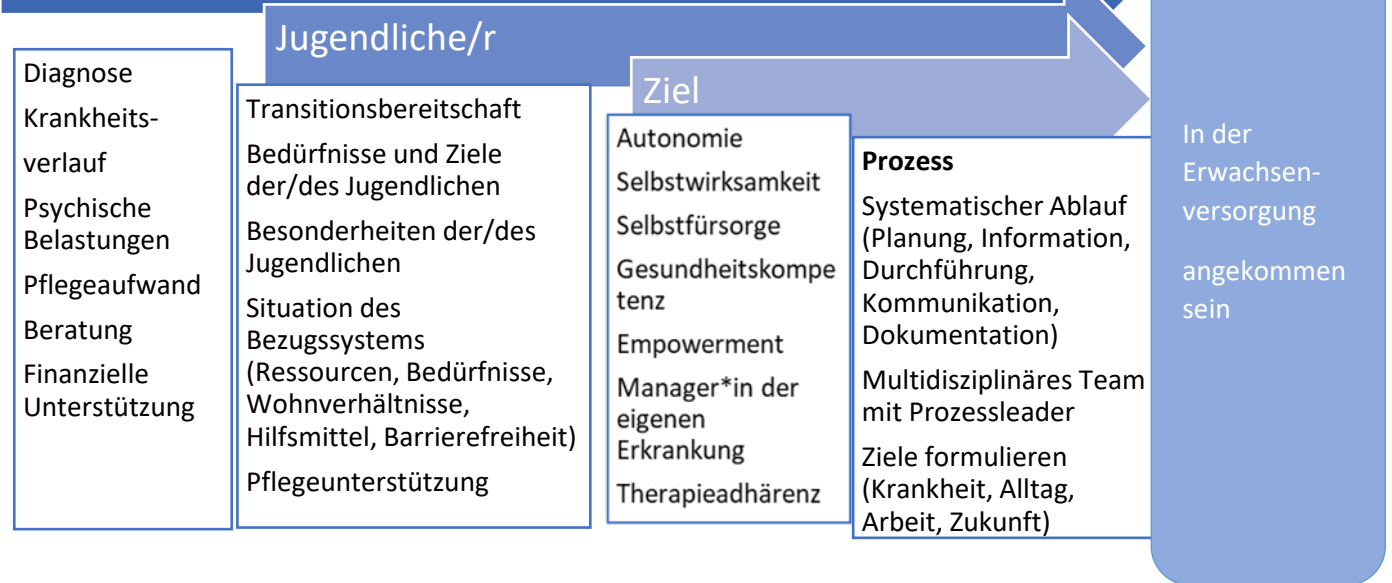 Jugendliche/r
Diagnose
Krankheits-
verlauf
Psychische
Belastungen
Pflegeaufwand
Beratung
Finanzielle
Unterstützung
Transitionsbereitschaft
Bedürfnisse und Ziele
der/des Jugendlichen
Besonderheiten der/des
Jugendlichen
Situation des
Bezugssystems
(Ressourcen, Bedürfnisse,
Wohnverhältnisse,
Hilfsmittel, Barrierefreiheit)
Pflegeunterstützung
Ziel
Autonomie
Selbstwirksamkeit
Selbstfürsorge
Gesundheitskompe
tenz
Empowerment
Manager*in der
eigenen
Erkrankung
Therapieadhärenz
Prozess
Systematischer Ablauf
(Planung, Information,
Durchführung,
Kommunikation,
Dokumentation)
Multidisziplinäres Team
mit Prozessleader
Ziele formulieren
(Krankheit, Alltag,
Arbeit, Zukunft)
In der
Erwachsen-
versorgung
angekommen
sein